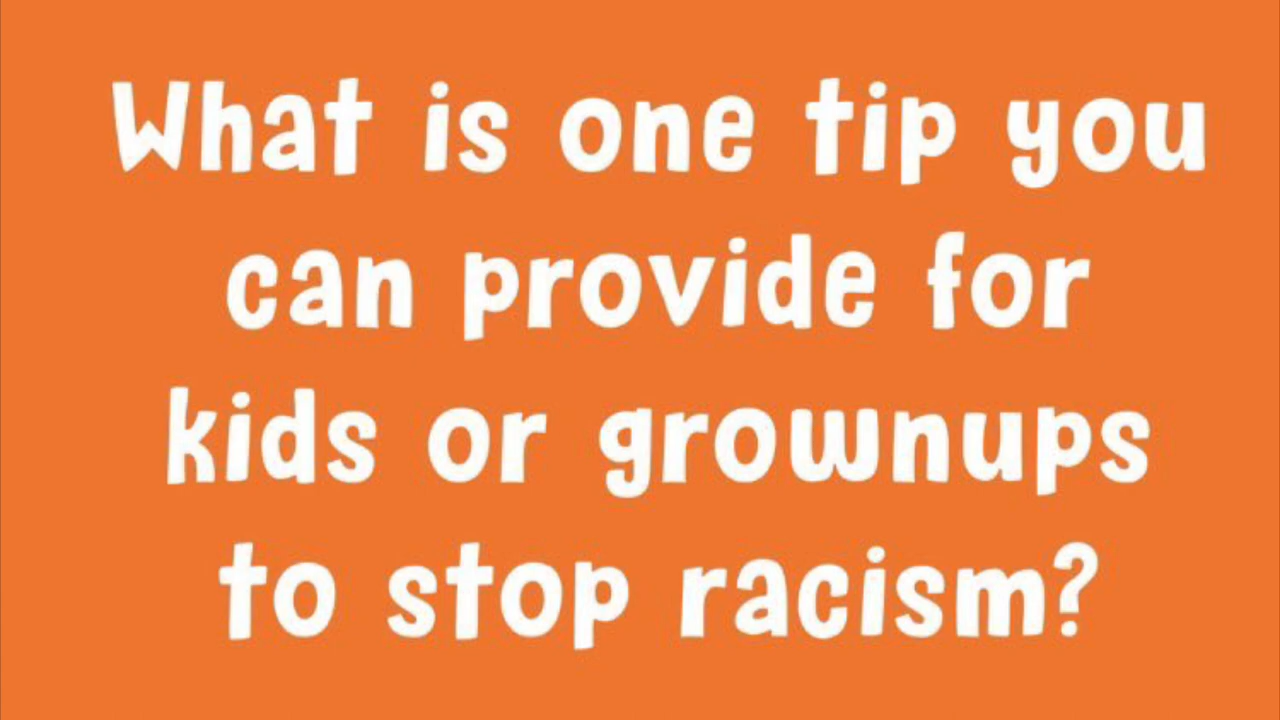 What is one tip you
can provide for
kids or grownups
to stop racism?